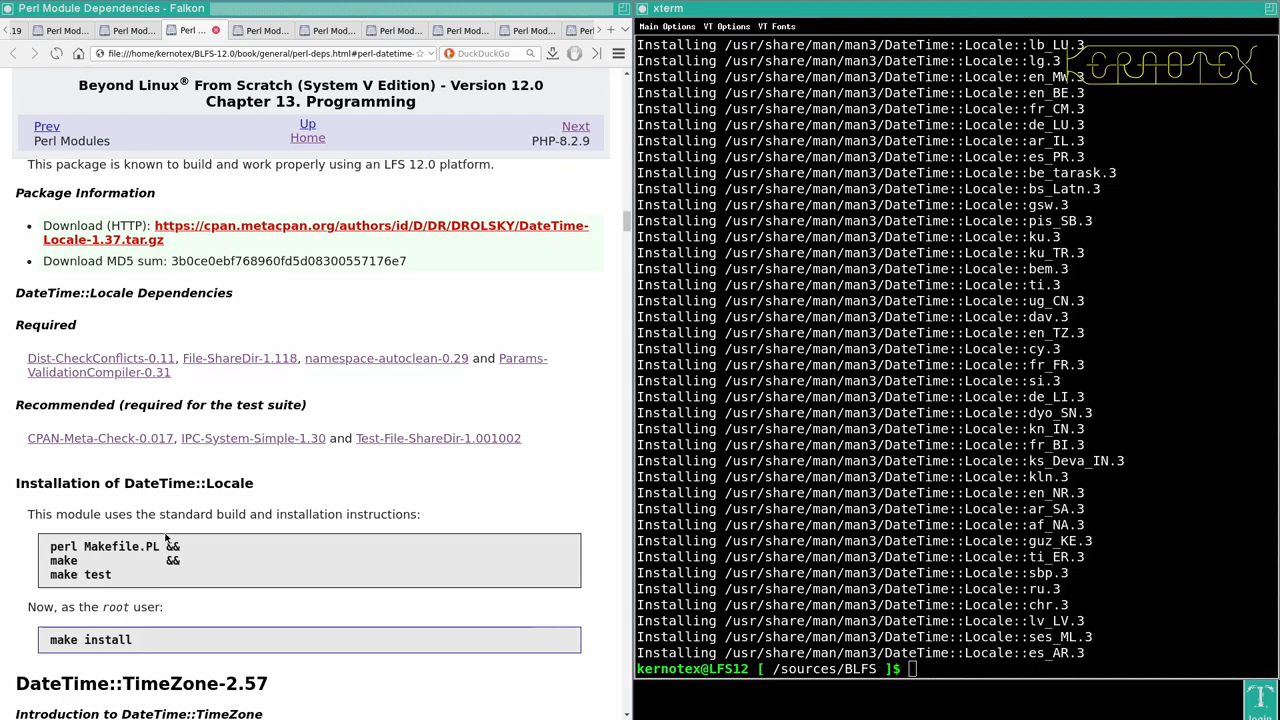 Perl Module Dependencies - Falkon
19
Perl Mod...
Perl Mod...
Perl ...
Perl Mod...
Perl Mod...
Perl Mod...
Perl Mod...
Perl Mod...
Perl
file:///home/kernotex/BLFS-12.0/book/general/perl-deps.html#perl-datetime-
DuckDuckGo
Beyond Linux® From Scratch (System V Edition) - Version 12.0
Chapter 13. Programming
Prev
Up
Next
Perl Modules
Home
PHP-8.2.9
This package is known to build and work properly using an LFS 12.0 platform.
Package Information
• Download (HTTP): https://cpan.metacpan.org/authors/id/D/DR/DROLSKY/DateTime-
Locale-1.37.tar.gz
• Download MD5 sum: 3b0ce0ebf768960fd5d08300557176e7
DateTime::Locale Dependencies
Required
Dist-CheckConflicts-0.11, File-ShareDir-1.118, namespace-autoclean-0.29 and Params-
ValidationCompiler-0.31
Recommended (required for the test suite)
CPAN-Meta-Check-0.017, IPC-System-Simple-1.30 and Test-File-ShareDir-1.001002
Installation of DateTime::Locale
This module uses the standard build and installation instructions:
perl Makefile.PL &&
make &&
make test
Now, as the root user:
make install
DateTime::TimeZone-2.57
Introduction to DateTime::TimeZone
xterm
Main Options VT Options VT Fonts
KERNOTEX
Installing /usr/share/man/man3/DateTime::Locale::lb_LU.3
Installing /usr/share/man/man3/DateTime::Locale::lg.3
Installing /usr/share/man/man3/DateTime::Locale::en_MW.3
Installing /usr/share/man/man3/DateTime::Locale::en_BE.3
Installing /usr/share/man/man3/DateTime::Locale::fr_CM.3
Installing /usr/share/man/man3/DateTime::Locale::de_LU.3
Installing /usr/share/man/man3/DateTime::Locale::ar_IL.3
Installing /usr/share/man/man3/DateTime::Locale::es_PR.3
Installing /usr/share/man/man3/DateTime::Locale::be_tarask.3
Installing /usr/share/man/man3/DateTime::Locale::bs_Latn.3
Installing /usr/share/man/man3/DateTime::Locale::gsw.3
Installing /usr/share/man/man3/DateTime::Locale::pis_SB.3
Installing /usr/share/man/man3/DateTime::Locale::ku.3
Installing /usr/share/man/man3/DateTime::Locale::ku_TR.3
Installing /usr/share/man/man3/DateTime::Locale::bem.3
Installing /usr/share/man/man3/DateTime::Locale::ti.3
Installing /usr/share/man/man3/DateTime::Locale::ug_CN.3
Installing /usr/share/man/man3/DateTime::Locale::dav.3
Installing /usr/share/man/man3/DateTime::Locale::en_TZ.3
Installing /usr/share/man/man3/DateTime::Locale::cy.3
Installing /usr/share/man/man3/DateTime::Locale::fr_FR.3
Installing /usr/share/man/man3/DateTime::Locale::si.3
Installing /usr/share/man/man3/DateTime::Locale::de_LI.3
Installing /usr/share/man/man3/DateTime::Locale::dyo_SN.3
Installing /usr/share/man/man3/DateTime::Locale::kn_IN.3
Installing /usr/share/man/man3/DateTime::Locale::fr_BI.3
Installing /usr/share/man/man3/DateTime::Locale::ks_Deva_IN.3
Installing /usr/share/man/man3/DateTime::Locale::kln.3
Installing /usr/share/man/man3/DateTime::Locale::en_NR.3
Installing /usr/share/man/man3/DateTime::Locale::ar_SA.3
Installing /usr/share/man/man3/DateTime::Locale::af_NA.3
Installing /usr/share/man/man3/DateTime::Locale::guz_KE.3
Installing /usr/share/man/man3/DateTime::Locale::ti_ER.3
Installing /usr/share/man/man3/DateTime::Locale::sbp.3
Installing /usr/share/man/man3/DateTime::Locale::ru.3
Installing /usr/share/man/man3/DateTime::Locale::chr.3
Installing /usr/share/man/man3/DateTime::Locale::lv_LV.3
Installing /usr/share/man/man3/DateTime::Locale::ses_ML.3
Installing /usr/share/man/man3/DateTime::Locale::es_AR.3
kernotex@LFS12 [ /sources/BLFS ]$
login